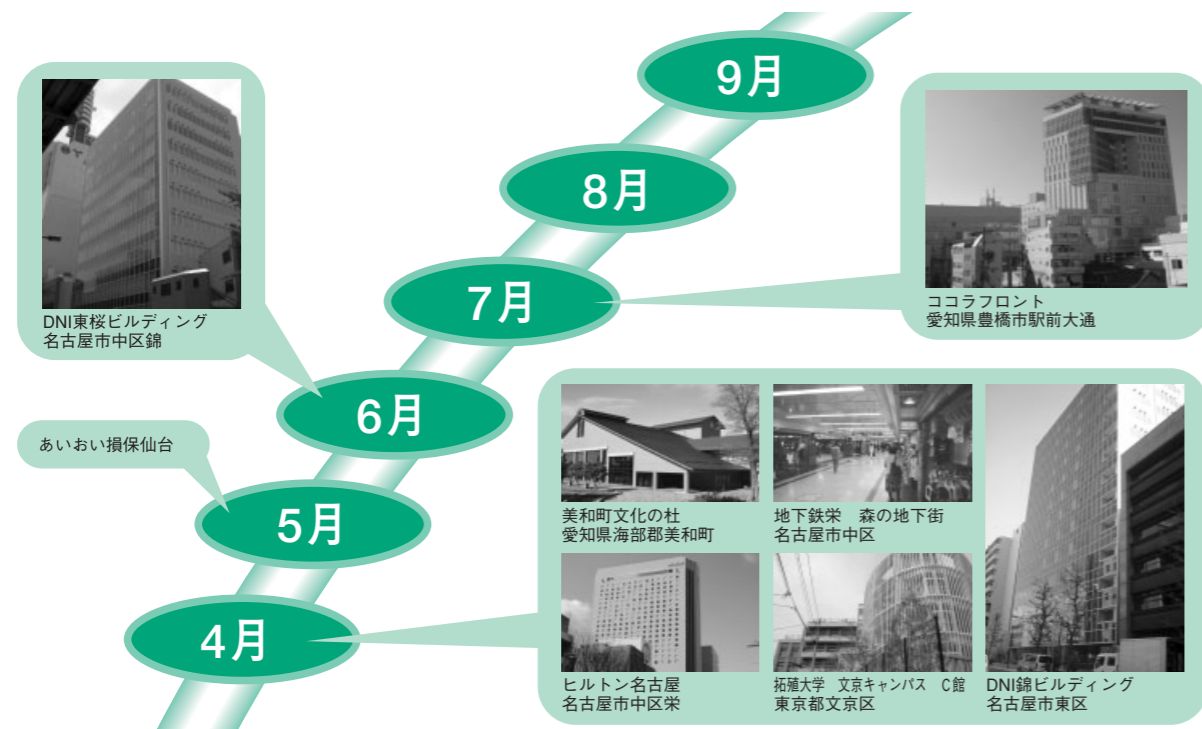 9月
8月
7月
6月
5月
4月
DNI東桜ビルディング
名古屋市中区錦
ココラフロント
愛知県豊橋市駅前大通
あいおい損保仙台
美和町文化の杜
愛知県海部郡美和町
地下鉄栄　森の地下街
名古屋市中区
ヒルトン名古屋
名古屋市中区栄
拓殖大学　文京キャンパス　C館
東京都文京区
DNI錦ビルディング
名古屋市東区